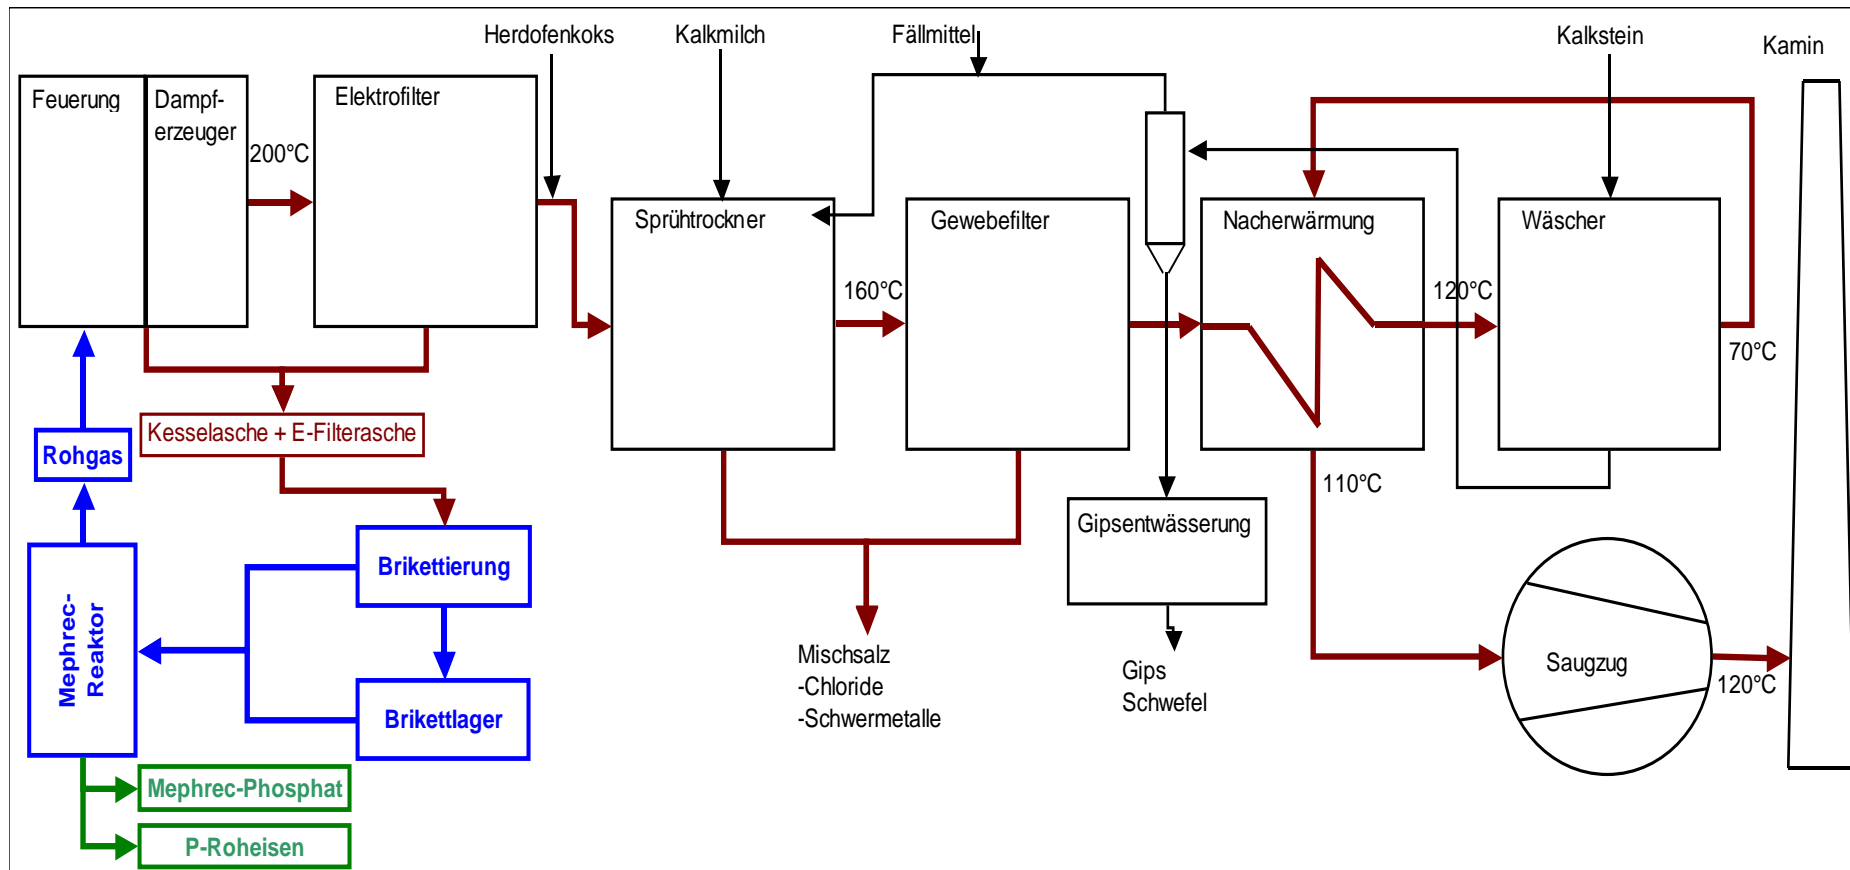 Herdofenkoks
Kalkmilch
Fällmittel
Kalkstein
Kamin
Feuerung
Dampf-
erzeuger
200°C
Elektrofilter
Sprühtrockner
160°C
Gewebefilter
Nacherwärmung
120°C
Wäscher
70°C
Kesselasche + E-Filterasche
Rohgas
110°C
Gipsentwässerung
Brikettierung
Mephrec-
Reaktor
Mischsalz
-Chloride
-Schwermetalle
Gips
Schwefel
Saugzug
120°C
Brikettlager
Mephrec-Phosphat
P-Roheisen